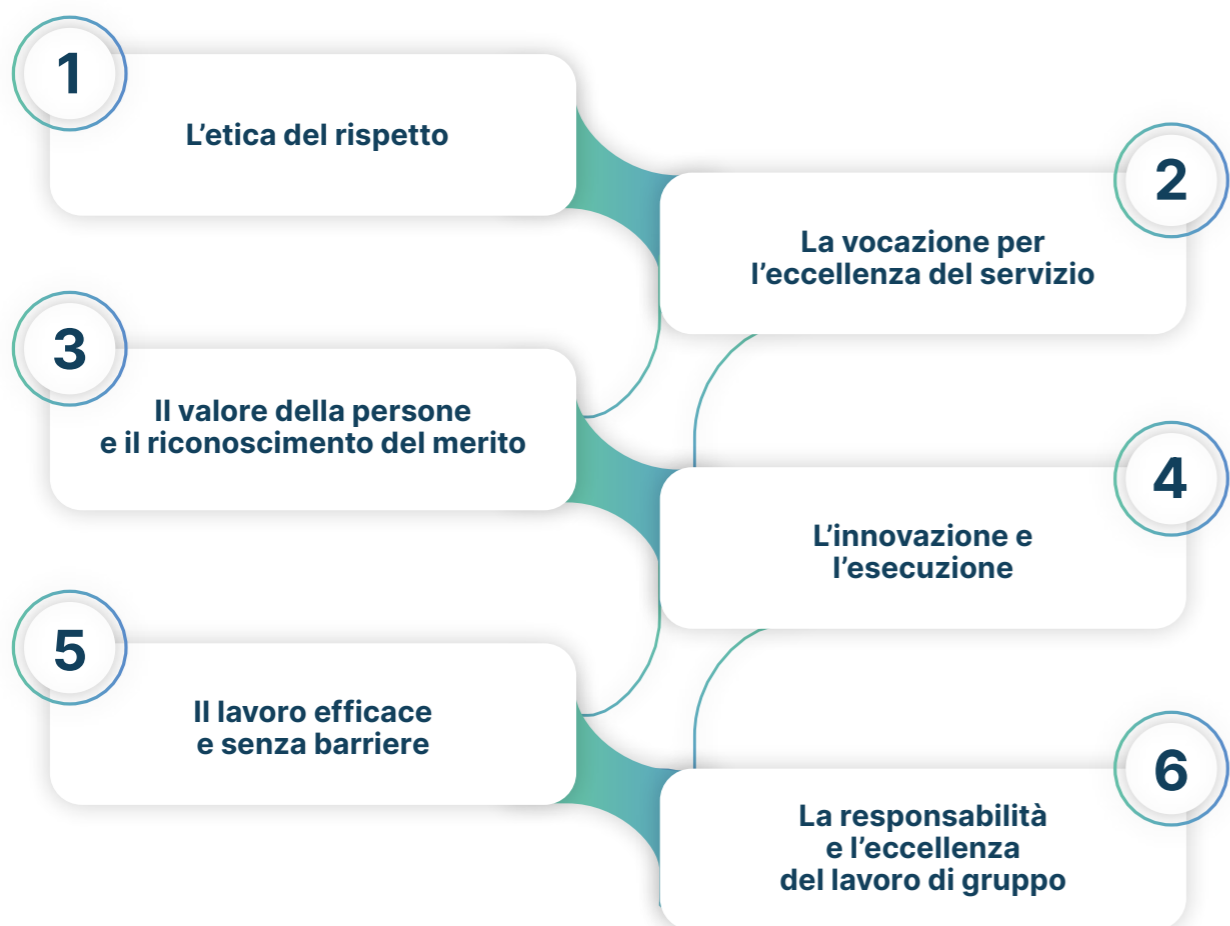 1
L’etica del rispetto
2
La vocazione per
l’eccellenza del servizio
3
Il valore della persone
e il riconoscimento del merito
4
L’innovazione e
l’esecuzione
5
Il lavoro efficace
e senza barriere
6
La responsabilità
e l’eccellenza
del lavoro di gruppo